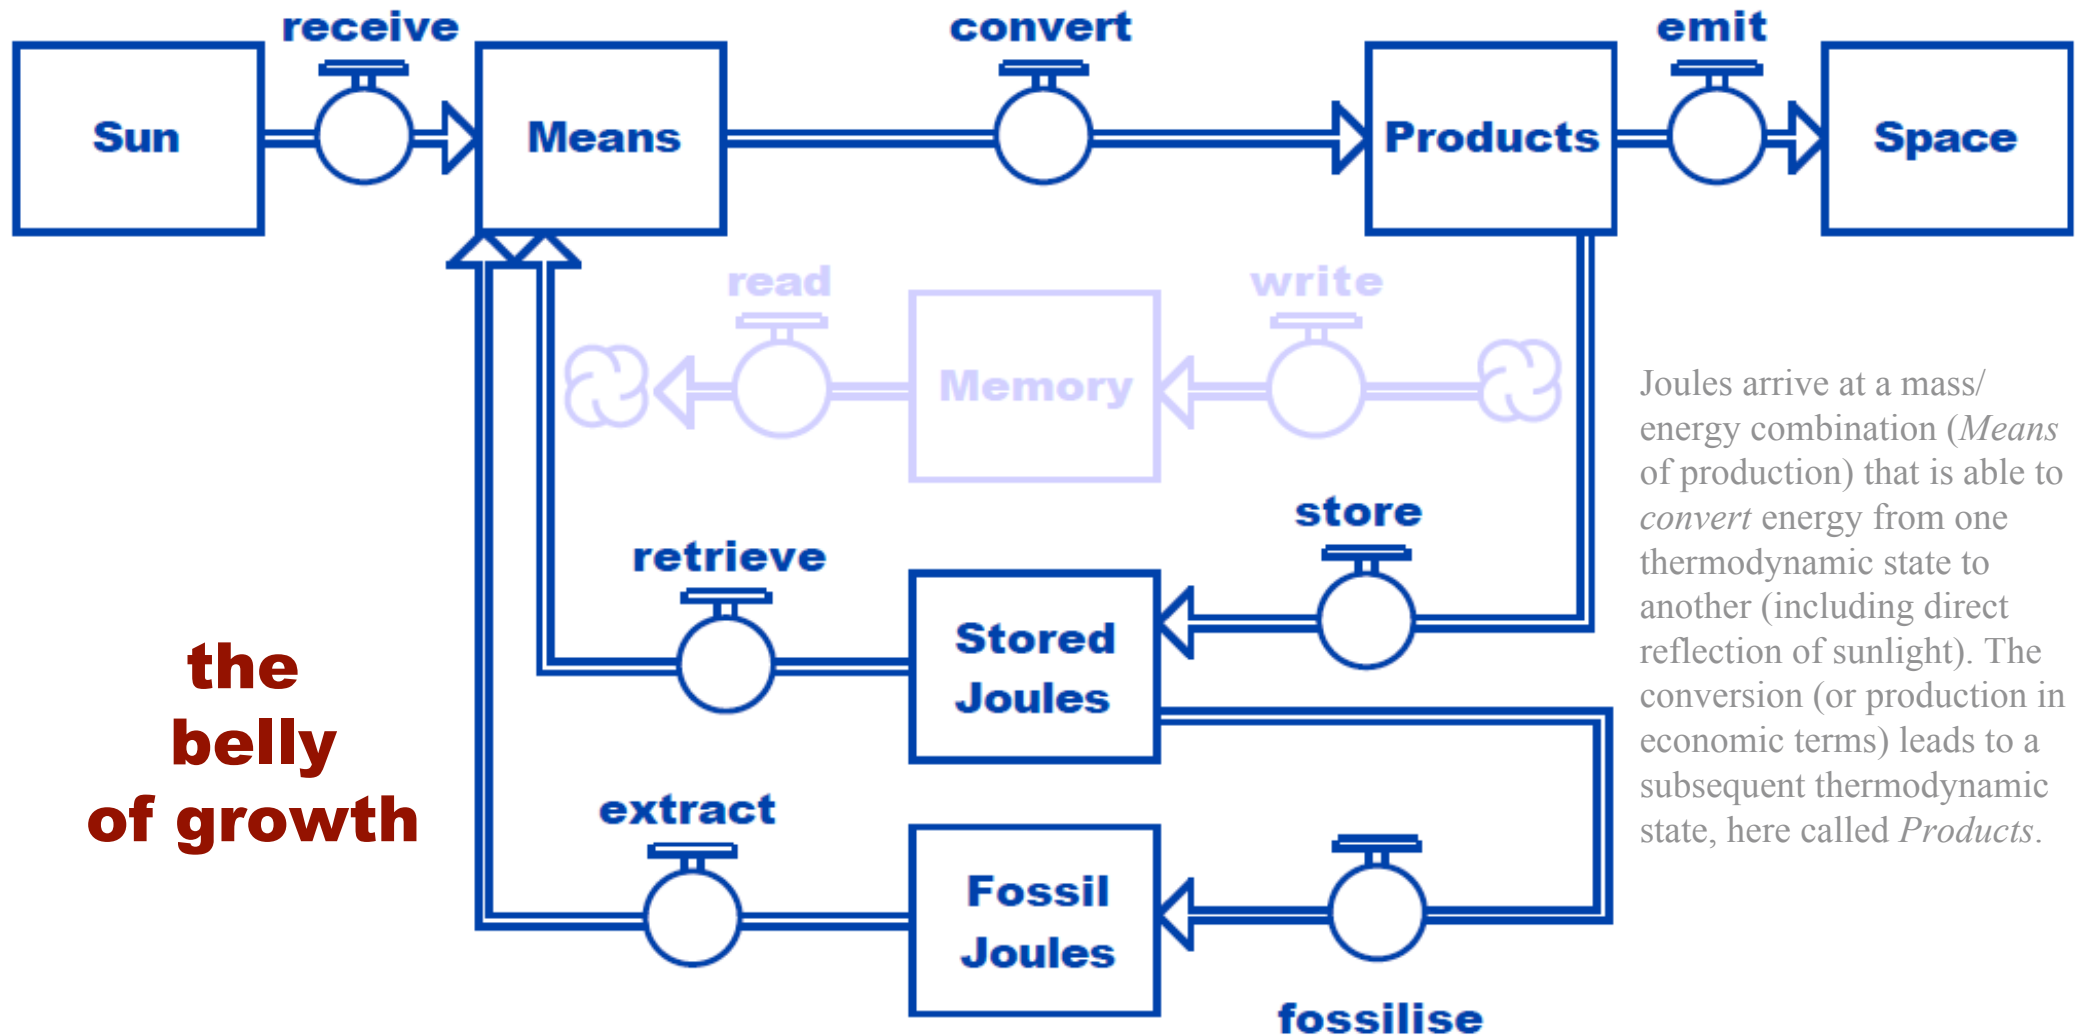 receive
convert
emit
Sun
Means
Products
Space
read
write
Memory
store
retrieve
Stored
Joules
extract
Fossil
Joules
fossilise
the
belly
of growth
Joules arrive at a mass/
energy combination (Means
of production) that is able to
convert energy from one
thermodynamic state to
another (including direct
reflection of sunlight). The
conversion (or production in
economic terms) leads to a
subsequent thermodynamic
state, here called Products.